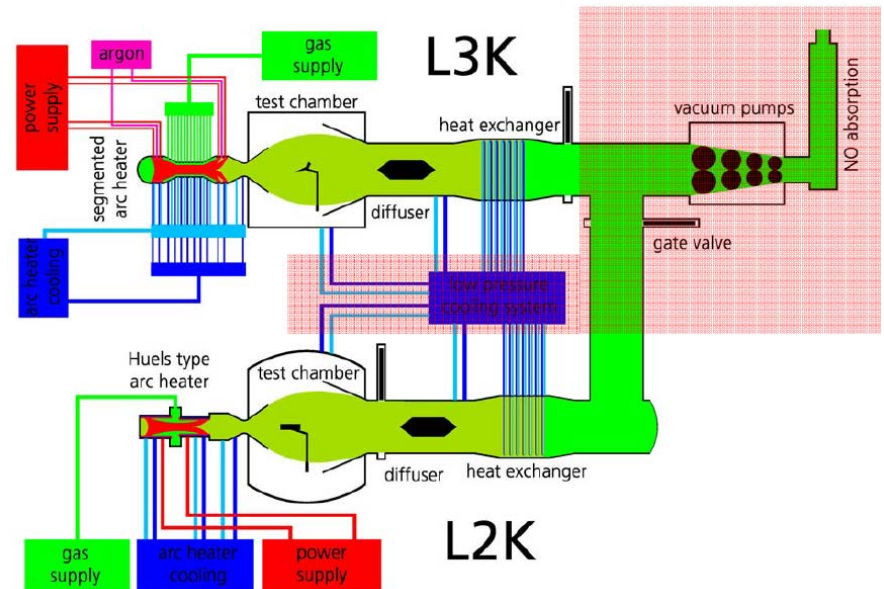 L3K
argon
gas
supply
power
supply
test chamber
heat exchanger
vacuum pumps
NO absorption
segmented
arc heater
diffuser
gate valve
arc heater
cooling
low pressure
cooling system
Huels type
arc heater
test chamber
diffuser
heat exchanger
L2K
gas
supply
arc heater
cooling
power
supply